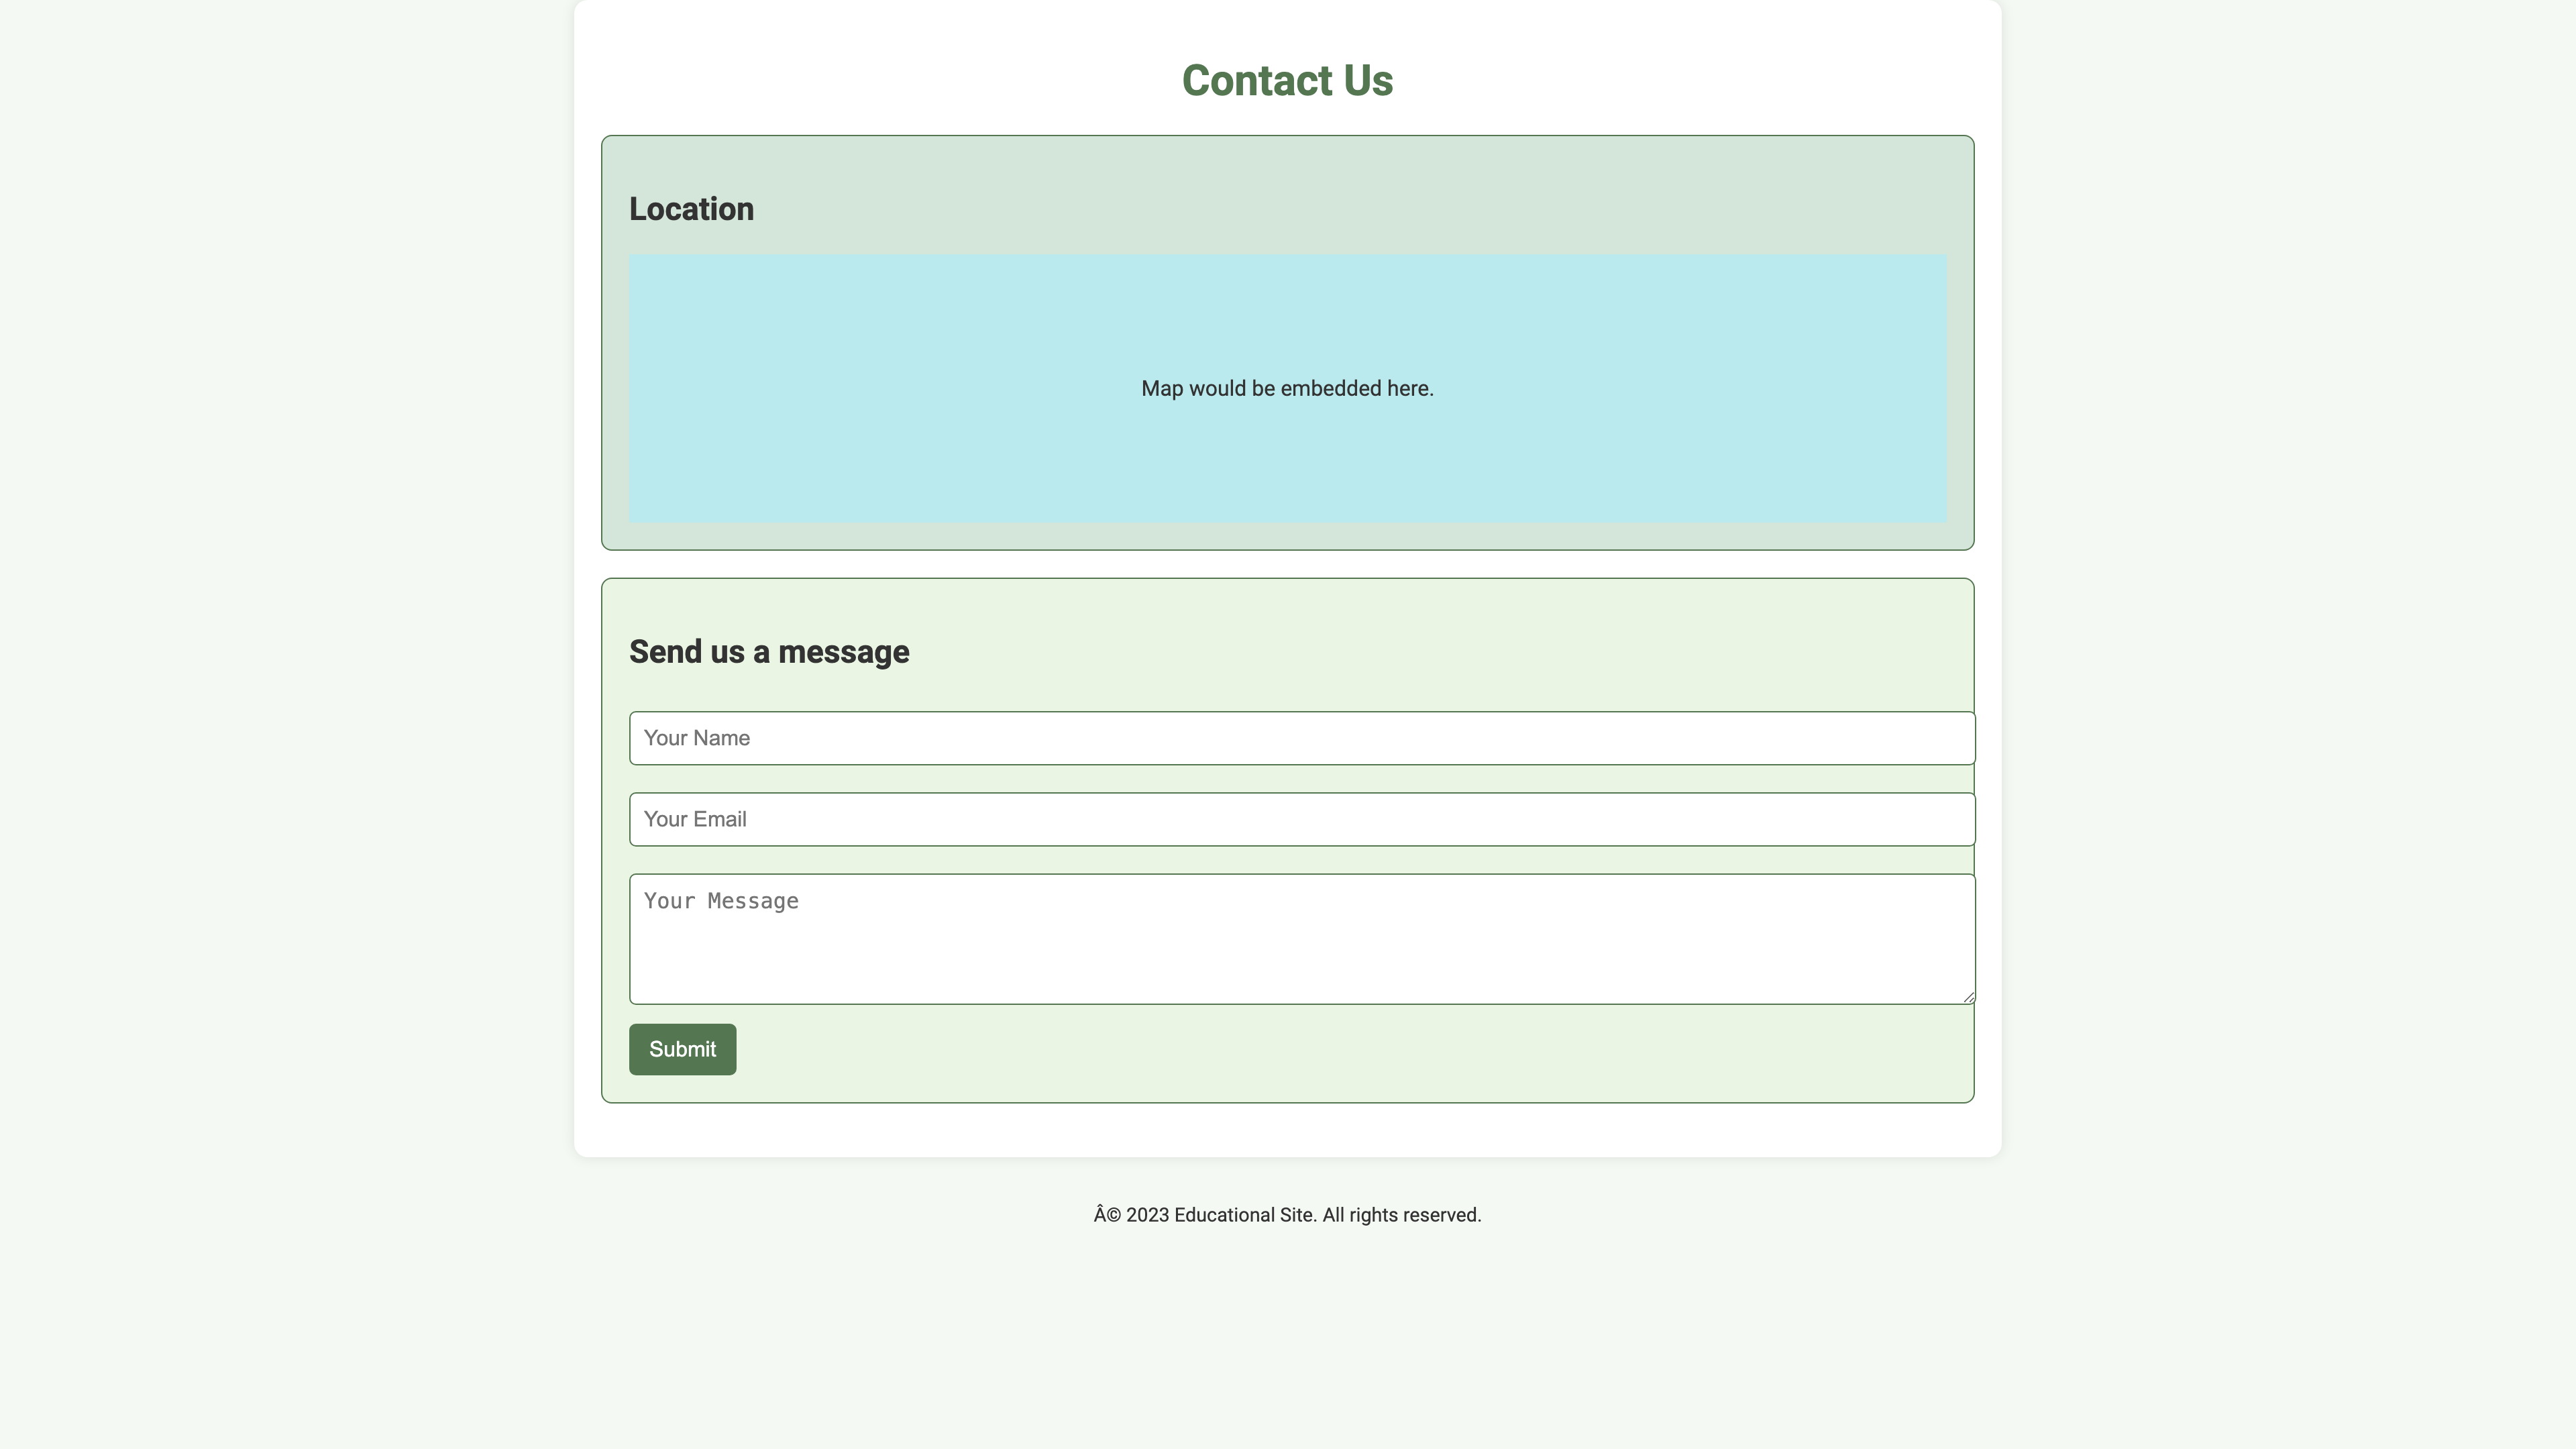 Contact Us
Location
Map would be embedded here.
Send us a message
Your Name
Your Email
Your Message
Submit
Â© 2023 Educational Site. All rights reserved.